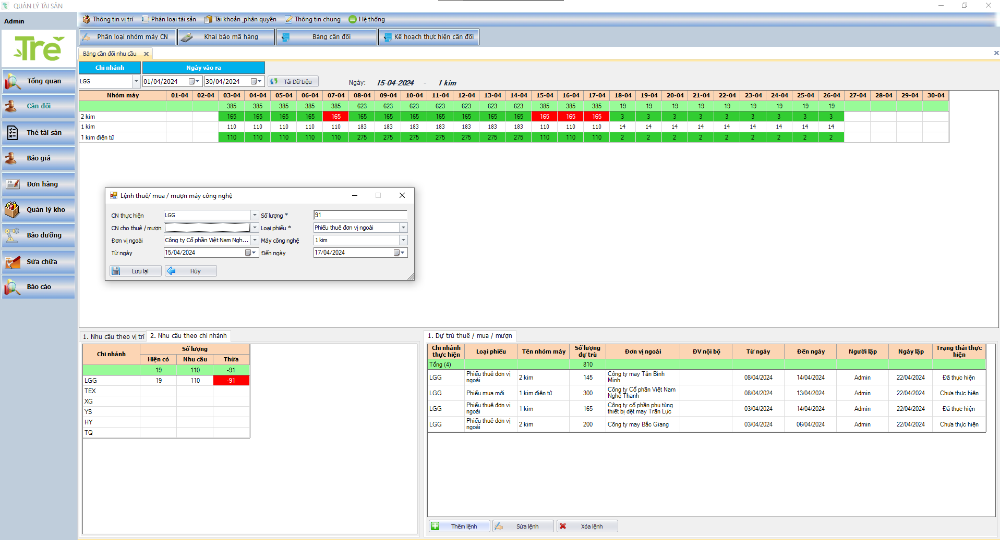 QUẢN LÝ TÀI SẢN
Admin
Thông tin vị trí Phân loại tài sản Tài khoản _phân quyền Thông tin chung Hệ thống
Trẻ
Phân loại nhóm máy CN Khai báo mã hàng Bảng cân đối Kế hoạch thực hiện cân đối
Bảng cân đối nhu cầu
Chi nhánh Ngày vào ra
LGG 01/04/2024 30/04/2024 Tải Dữ Liệu Ngày: 15-04-2024 - 1 kim
Tổng quan
Cân đối
Thẻ tài sản
Báo giá
Đơn hàng
Quản lý kho
Bảo dưỡng
Sửa chữa
Báo cáo
Nhóm máy 01-04 02-04 03-04 04-04 05-04 06-04 07-04 08-04 09-04 10-04 11-04 12-04 13-04 14-04 15-04 16-04 17-04 18-04 19-04 20-04 21-04 22-04 23-04 24-04 25-04 26-04 27-04 28-04 29-04 30-04
385 385 385 385 385 623 623 623 623 623 623 623 385 385 385 19 19 19 19 19 19 19 19 19
2 kim 165 165 165 165 165 165 165 165 165 165 165 165 165 165 165 3 3 3 3 3 3 3 3 3
1 kim 110 110 110 110 110 183 183 183 183 183 183 183 110 110 110 14 14 14 14 14 14 14 14 14
1 kim điện tử 110 110 110 110 110 275 275 275 275 275 275 275 110 110 110 2 2 2 2 2 2 2 2 2
Lệnh thuê/ mua / mượn máy công nghệ
CN thực hiện LGG Số lượng * 91
CN cho thuê / mượn Loại phiếu * Phiếu thuê đơn vị ngoài
Đơn vị ngoài Công ty Cổ phần Việt Nam Ngh... Máy công nghệ 1 kim
Từ ngày 15/04/2024 Đến ngày 17/04/2024
Lưu lại Hủy
1. Nhu cầu theo vị trí 2. Nhu cầu theo chi nhánh
Chi nhánh Số lượng
Hiện có Nhu cầu Thừa
19 110 -91
LGG 19 110 -91
TEX
XG
YS
HY
TQ
1. Dự trù thuê / mua / mượn
Chi nhánh thực hiện Loại phiếu Tên nhóm máy Số lượng dự trù Đơn vị ngoài ĐV nội bộ Từ ngày Đến ngày Người lập Ngày lập Trạng thái thực hiện
Tổng (4) 810
LGG Phiếu thuê đơn vị ngoài 2 kim 145 Công ty may Tân Bình Minh 08/04/2024 14/04/2024 Admin 22/04/2024 Đã thực hiện
LGG Phiếu mua mới 1 kim điện tử 300 Công ty Cổ phần Việt Nam Nghệ Thanh 08/04/2024 13/04/2024 Admin 22/04/2024 Chưa thực hiện
LGG Phiếu thuê đơn vị ngoài 1 kim 165 Công ty cổ phần phụ tùng thiết bị dệt may Trần Lực 03/04/2024 14/04/2024 Admin 22/04/2024 Đã thực hiện
LGG Phiếu thuê đơn vị ngoài 2 kim 200 Công ty may Bắc Giang 03/04/2024 06/04/2024 Admin 22/04/2024 Chưa thực hiện
Thêm lệnh Sửa lệnh Xóa lệnh